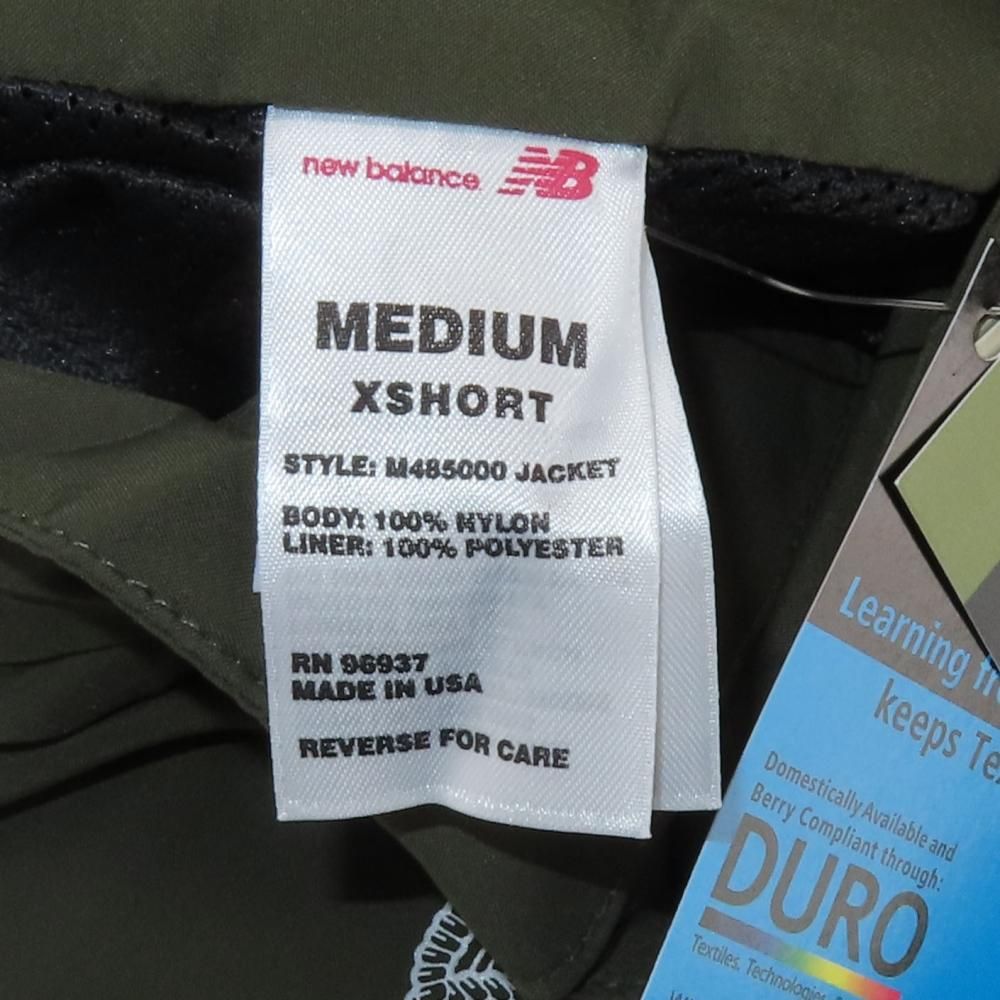 new balance NB
MEDIUM
XSHORT
STYLE: M485000 JACKET
BODY: 100% NYLON
LINER: 100% POLYESTER
RN 96937
MADE IN USA
REVERSE FOR CARE
Learning
keeps
Domestically Available and
Berry Compliant through:
DURO
Textiles. Technologies.